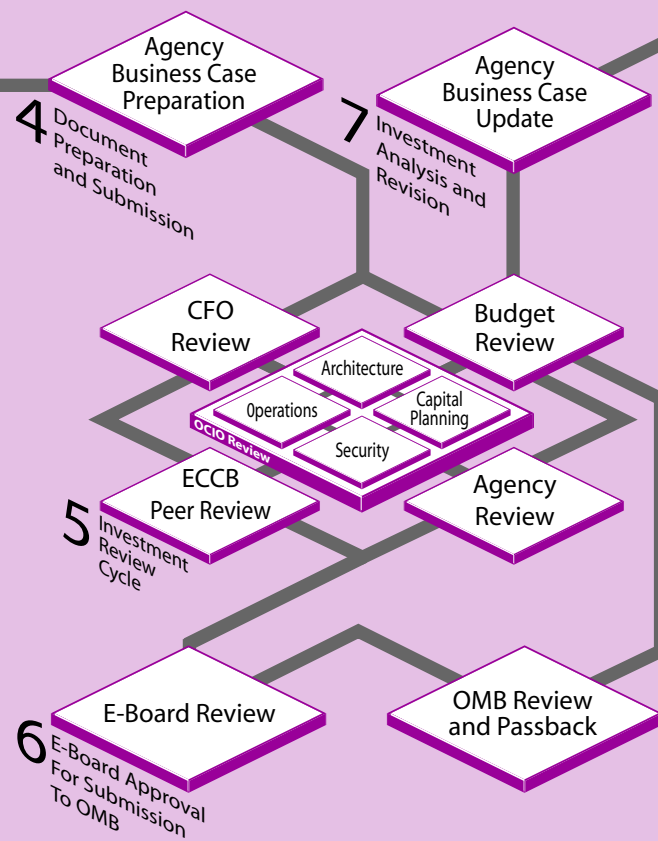 Agency
Business Case
Preparation
4
Document
Preparation
and Submission
Agency
Business Case
Update
7
Investment
Analysis and
Revision
CFO
Review
Budget
Review
Architecture
Operations
Capital
Planning
Security
OCIO Review
ECCB
Peer Review
Agency
Review
5
Investment
Review
Cycle
E-Board Review
OMB Review
and Passback
6
E-Board Approval
For Submission
To OMB